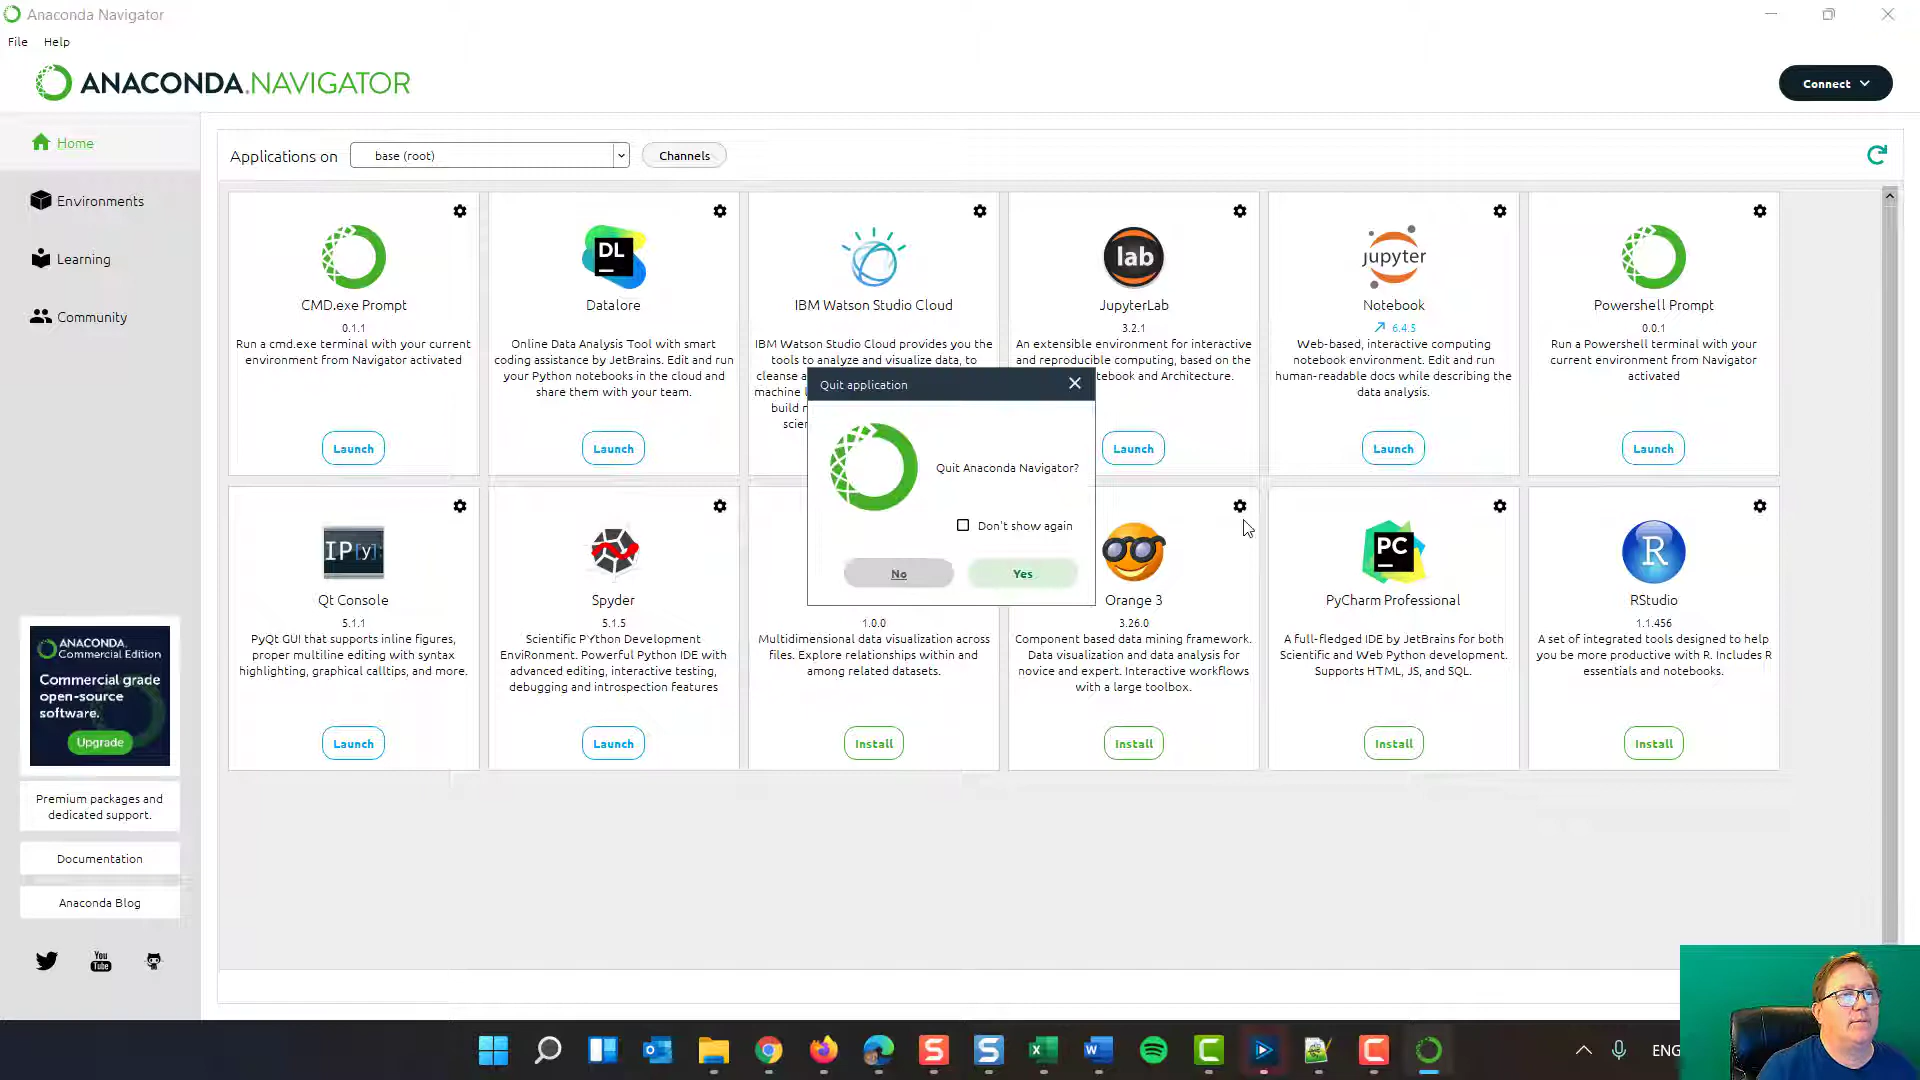 Anaconda Navigator
File Help
ANACONDA.NAVIGATOR
Connect
Home
Environments
Learning
Community
Applications on base (root) Channels
CMD.exe Prompt
0.1.1
Run a cmd.exe terminal with your current
environment from Navigator activated
Launch
DL
Datalore
Online Data Analysis Tool with smart
coding assistance by JetBrains. Edit and run
your Python notebooks in the cloud and
share them with your team.
Launch
IBM Watson Studio Cloud
IBM Watson Studio Cloud provides you the
tools to analyze and visualize data, to
cleanse
machine
build
scien
lab
JupyterLab
3.2.1
An extensible environment for interactive
and reproducible computing, based on the
tebook and Architecture.
Launch
jupyter
Notebook
6.4.5
Web-based, interactive computing
notebook environment. Edit and run
human-readable docs while describing the
data analysis.
Launch
Powershell Prompt
0.0.1
Run a Powershell terminal with your
current environment from Navigator
activated
Launch
Quit application
Quit Anaconda Navigator?
Don't show again
No Yes
IP[y]:
Qt Console
5.1.1
PyQt GUI that supports inline figures,
proper multiline editing with syntax
highlighting, graphical calltips, and more.
Launch
Spyder
5.1.5
Scientific PYthon Development
EnviRonment. Powerful Python IDE with
advanced editing, interactive testing,
debugging and introspection features
Launch
1.0.0
Multidimensional data visualization across
files. Explore relationships within and
among related datasets.
Install
Orange 3
3.26.0
Component based data mining framework.
Data visualization and data analysis for
novice and expert. Interactive workflows
with a large toolbox.
Install
PC
PyCharm Professional
A full-fledged IDE by JetBrains for both
Scientific and Web Python development.
Supports HTML, JS, and SQL.
Install
R
RStudio
1.1.456
A set of integrated tools designed to help
you be more productive with R. Includes R
essentials and notebooks.
Install
ANACONDA.
Commercial Edition
Commercial grade
open-source
software.
Upgrade
Premium packages and
dedicated support.
Documentation
Anaconda Blog
You
Tube
ENG